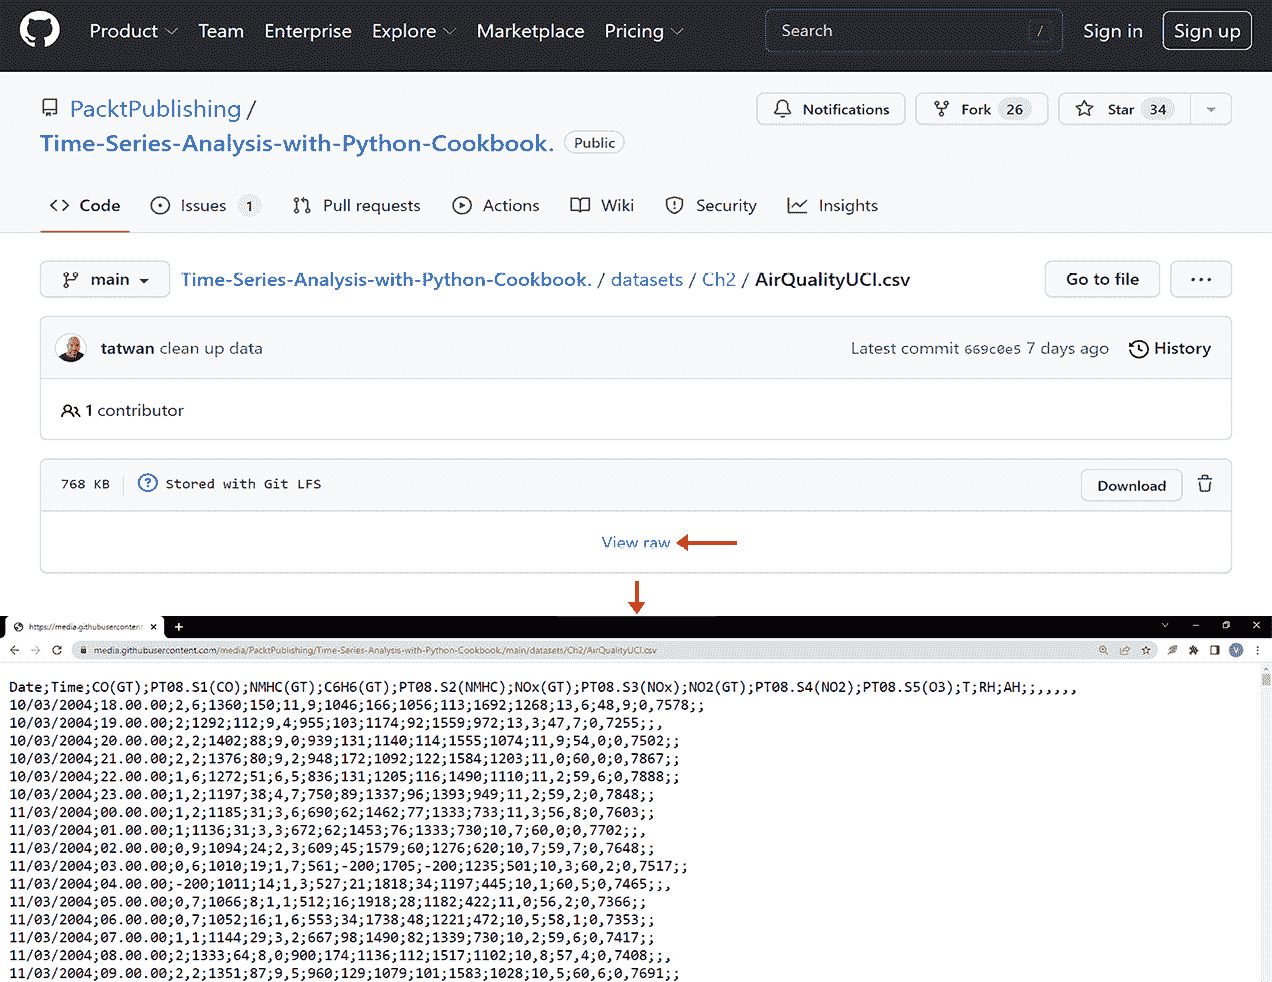 Product Team Enterprise Explore Marketplace Pricing Search / Sign in Sign up
PacktPublishing / Notifications Fork 26 Star 34
Time-Series-Analysis-with-Python-Cookbook. Public
Code Issues 1 Pull requests Actions Wiki Security Insights
main Time-Series-Analysis-with-Python-Cookbook. / datasets / Ch2 / AirQualityUCI.csv Go to file ...
tatwan clean up data Latest commit 669c0e5 7 days ago History
1 contributor
768 KB ? Stored with Git LFS Download
View raw
https://media.githubusercontent
media.githubusercontent.com/media/PacktPublishing/Time-Series-Analysis-with-Python-Cookbook./main/datasets/Ch2/AirQualityUCI.csv
Date;Time;CO(GT);PT08.S1(CO);NMHC(GT);C6H6(GT);PT08.S2(NMHC);NOx(GT);PT08.S3(NOx);NO2(GT);PT08.S4(NO2);PT08.S5(O3);T;RH;AH;;,,,,,
10/03/2004;18.00.00;2,6;1360;150;11,9;1046;166;1056;113;1692;1268;13,6;48,9;0,7578;;
10/03/2004;19.00.00;2;1292;112;9,4;955;103;1174;92;1559;972;13,3;47,7;0,7255;;,
10/03/2004;20.00.00;2,2;1402;88;9,0;939;131;1140;114;1555;1074;11,9;54,0;0,7502;;
10/03/2004;21.00.00;2,2;1376;80;9,2;948;172;1092;122;1584;1203;11,0;60,0;0,7867;;
10/03/2004;22.00.00;1,6;1272;51;6,5;836;131;1205;116;1490;1110;11,2;59,6;0,7888;;
10/03/2004;23.00.00;1,2;1197;38;4,7;750;89;1337;96;1393;949;11,2;59,2;0,7848;;
11/03/2004;00.00.00;1,2;1185;31;3,6;690;62;1462;77;1333;733;11,3;56,8;0,7603;;
11/03/2004;01.00.00;1;1136;31;3,3;672;62;1453;76;1333;730;10,7;60,0;0,7702;;,
11/03/2004;02.00.00;0,9;1094;24;2,3;609;45;1579;60;1276;620;10,7;59,7;0,7648;;
11/03/2004;03.00.00;0,6;1010;19;1,7;561;-200;1705;-200;1235;501;10,3;60,2;0,7517;;
11/03/2004;04.00.00;-200;1011;14;1,3;527;21;1818;34;1197;445;10,1;60,5;0,7465;;,
11/03/2004;05.00.00;0,7;1066;8;1,1;512;16;1918;28;1182;422;11,0;56,2;0,7366;;
11/03/2004;06.00.00;0,7;1052;16;1,6;553;34;1738;48;1221;472;10,5;58,1;0,7353;;
11/03/2004;07.00.00;1,1;1144;29;3,2;667;98;1490;82;1339;730;10,2;59,6;0,7417;;
11/03/2004;08.00.00;2;1333;64;8,0;900;174;1136;112;1517;1102;10,8;57,4;0,7408;;,
11/03/2004;09.00.00;2,2;1351;87;9,5;960;129;1079;101;1583;1028;10,5;60,6;0,7691;;